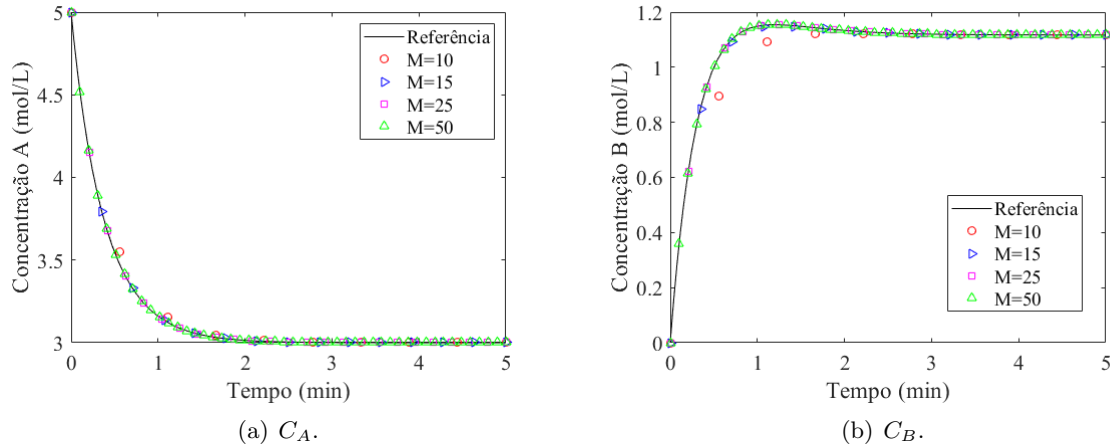 5
4.5
4
3.5
3
0
1
2
3
4
5
Concentração A (mol/L)
Tempo (min)
Referência
M=10
M=15
M=25
M=50
(a) C_A.
1.2
1
0.8
0.6
0.4
0.2
0
0
1
2
3
4
5
Concentração B (mol/L)
Tempo (min)
Referência
M=10
M=15
M=25
M=50
(b) C_B.